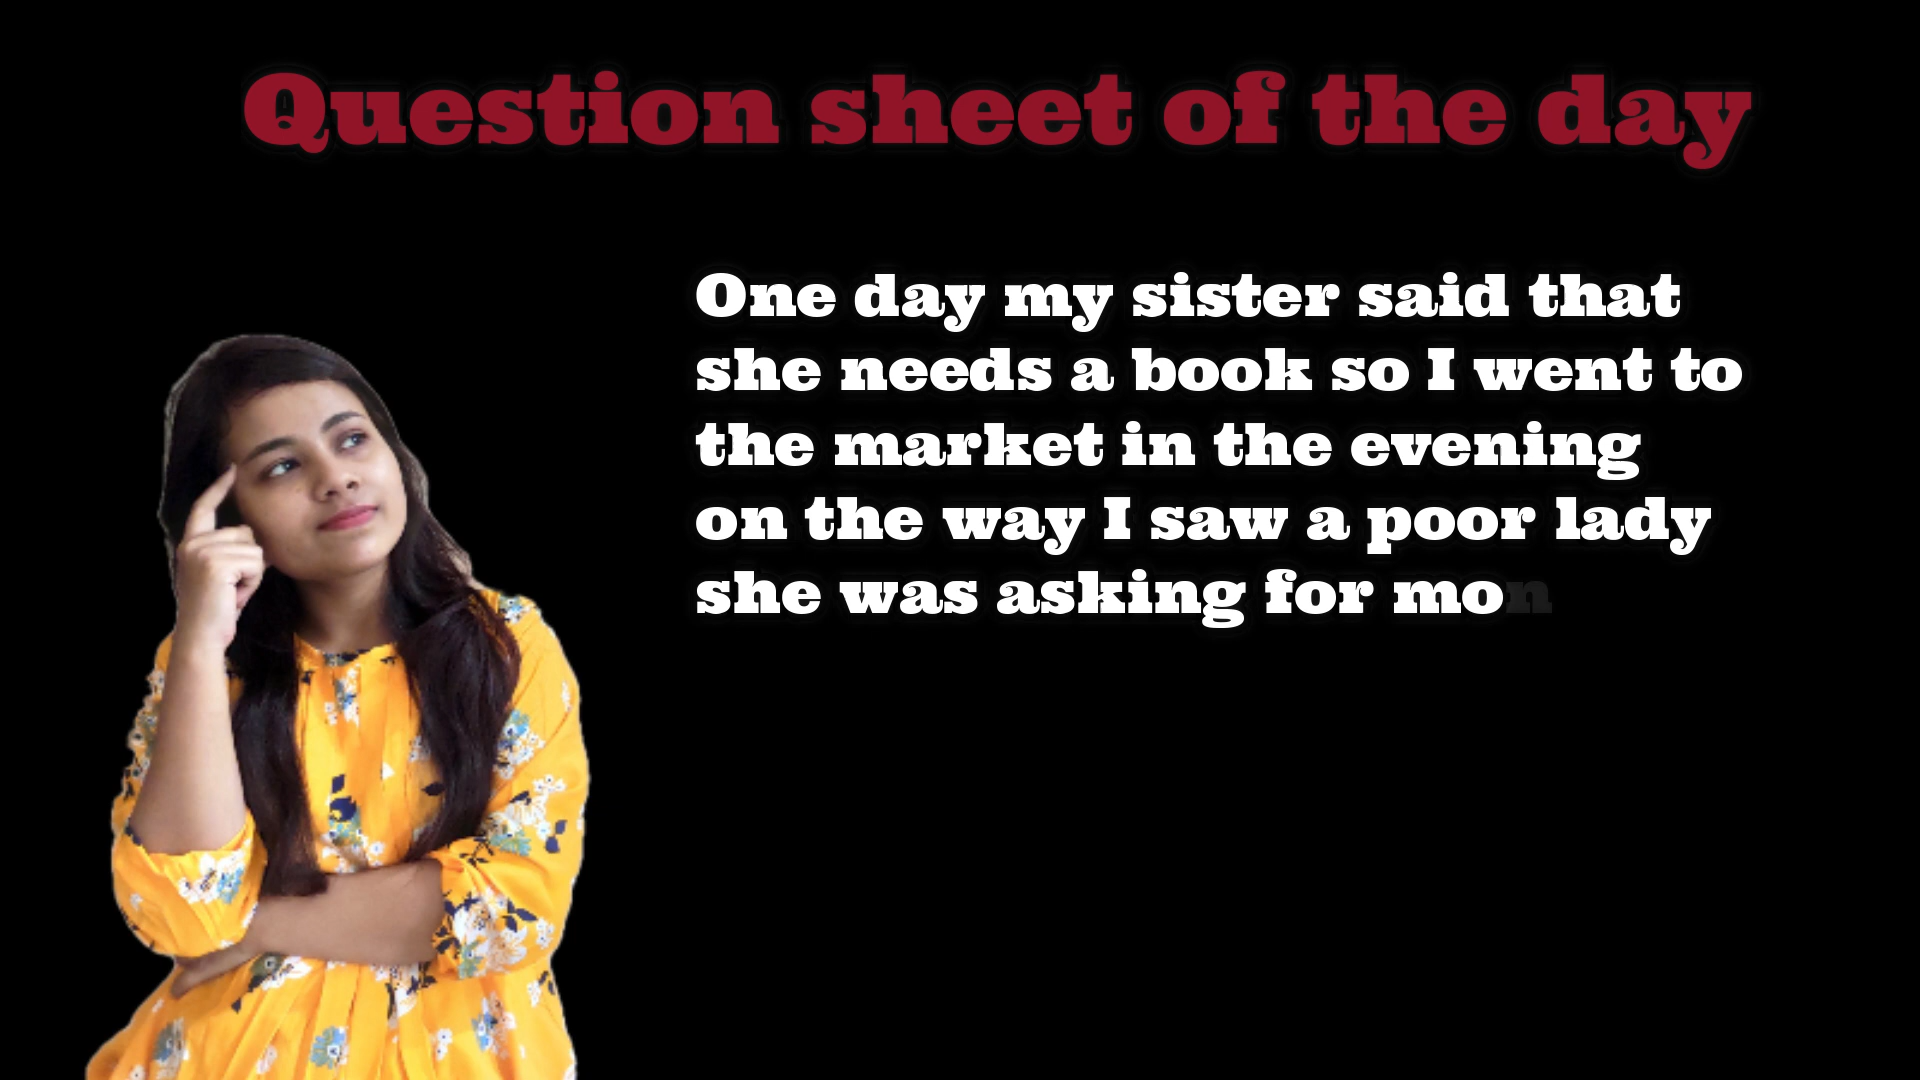 Question sheet of the day
One day my sister said that
she needs a book so I went to
the market in the evening
on the way I saw a poor lady
she was asking for mon